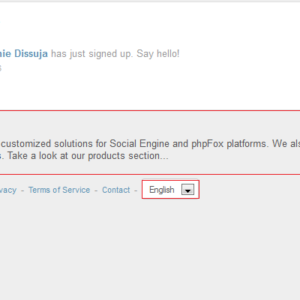 nie Dissuja has just signed up. Say hello!
customized solutions for Social Engine and phpFox platforms. We als
. Take a look at our products section...
vacy - Terms of Service - Contact - English